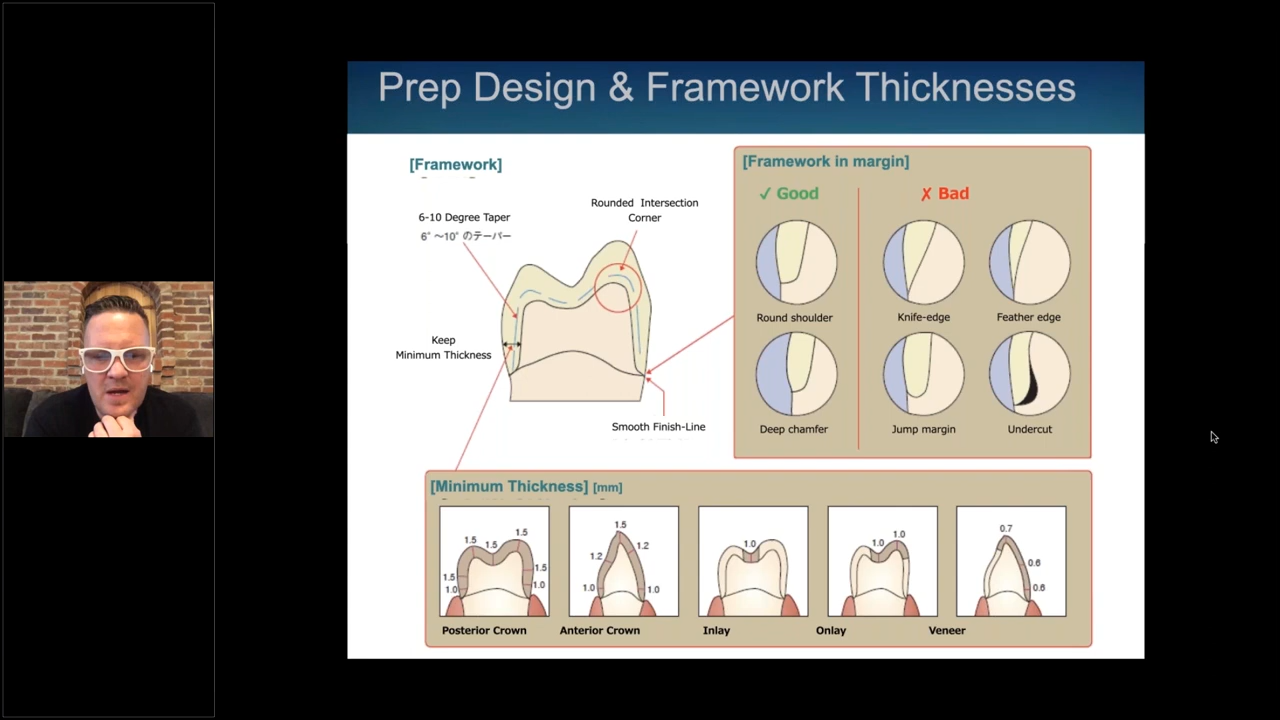 Prep Design & Framework Thicknesses
[Framework]
6-10 Degree Taper
6° ～10° のテーパー
Rounded Intersection
Corner
Keep
Minimum Thickness
Smooth Finish-Line
[Framework in margin]
✓ Good
✗ Bad
Round shoulder
Knife-edge
Feather edge
Deep chamfer
Jump margin
Undercut
[Minimum Thickness] [mm]
1.5
1.5
1.5
1.5
1.5
1.0
1.0
1.5
1.2
1.2
1.0
1.0
1.0
1.0
1.0
0.7
0.6
0.6
Posterior Crown
Anterior Crown
Inlay
Onlay
Veneer